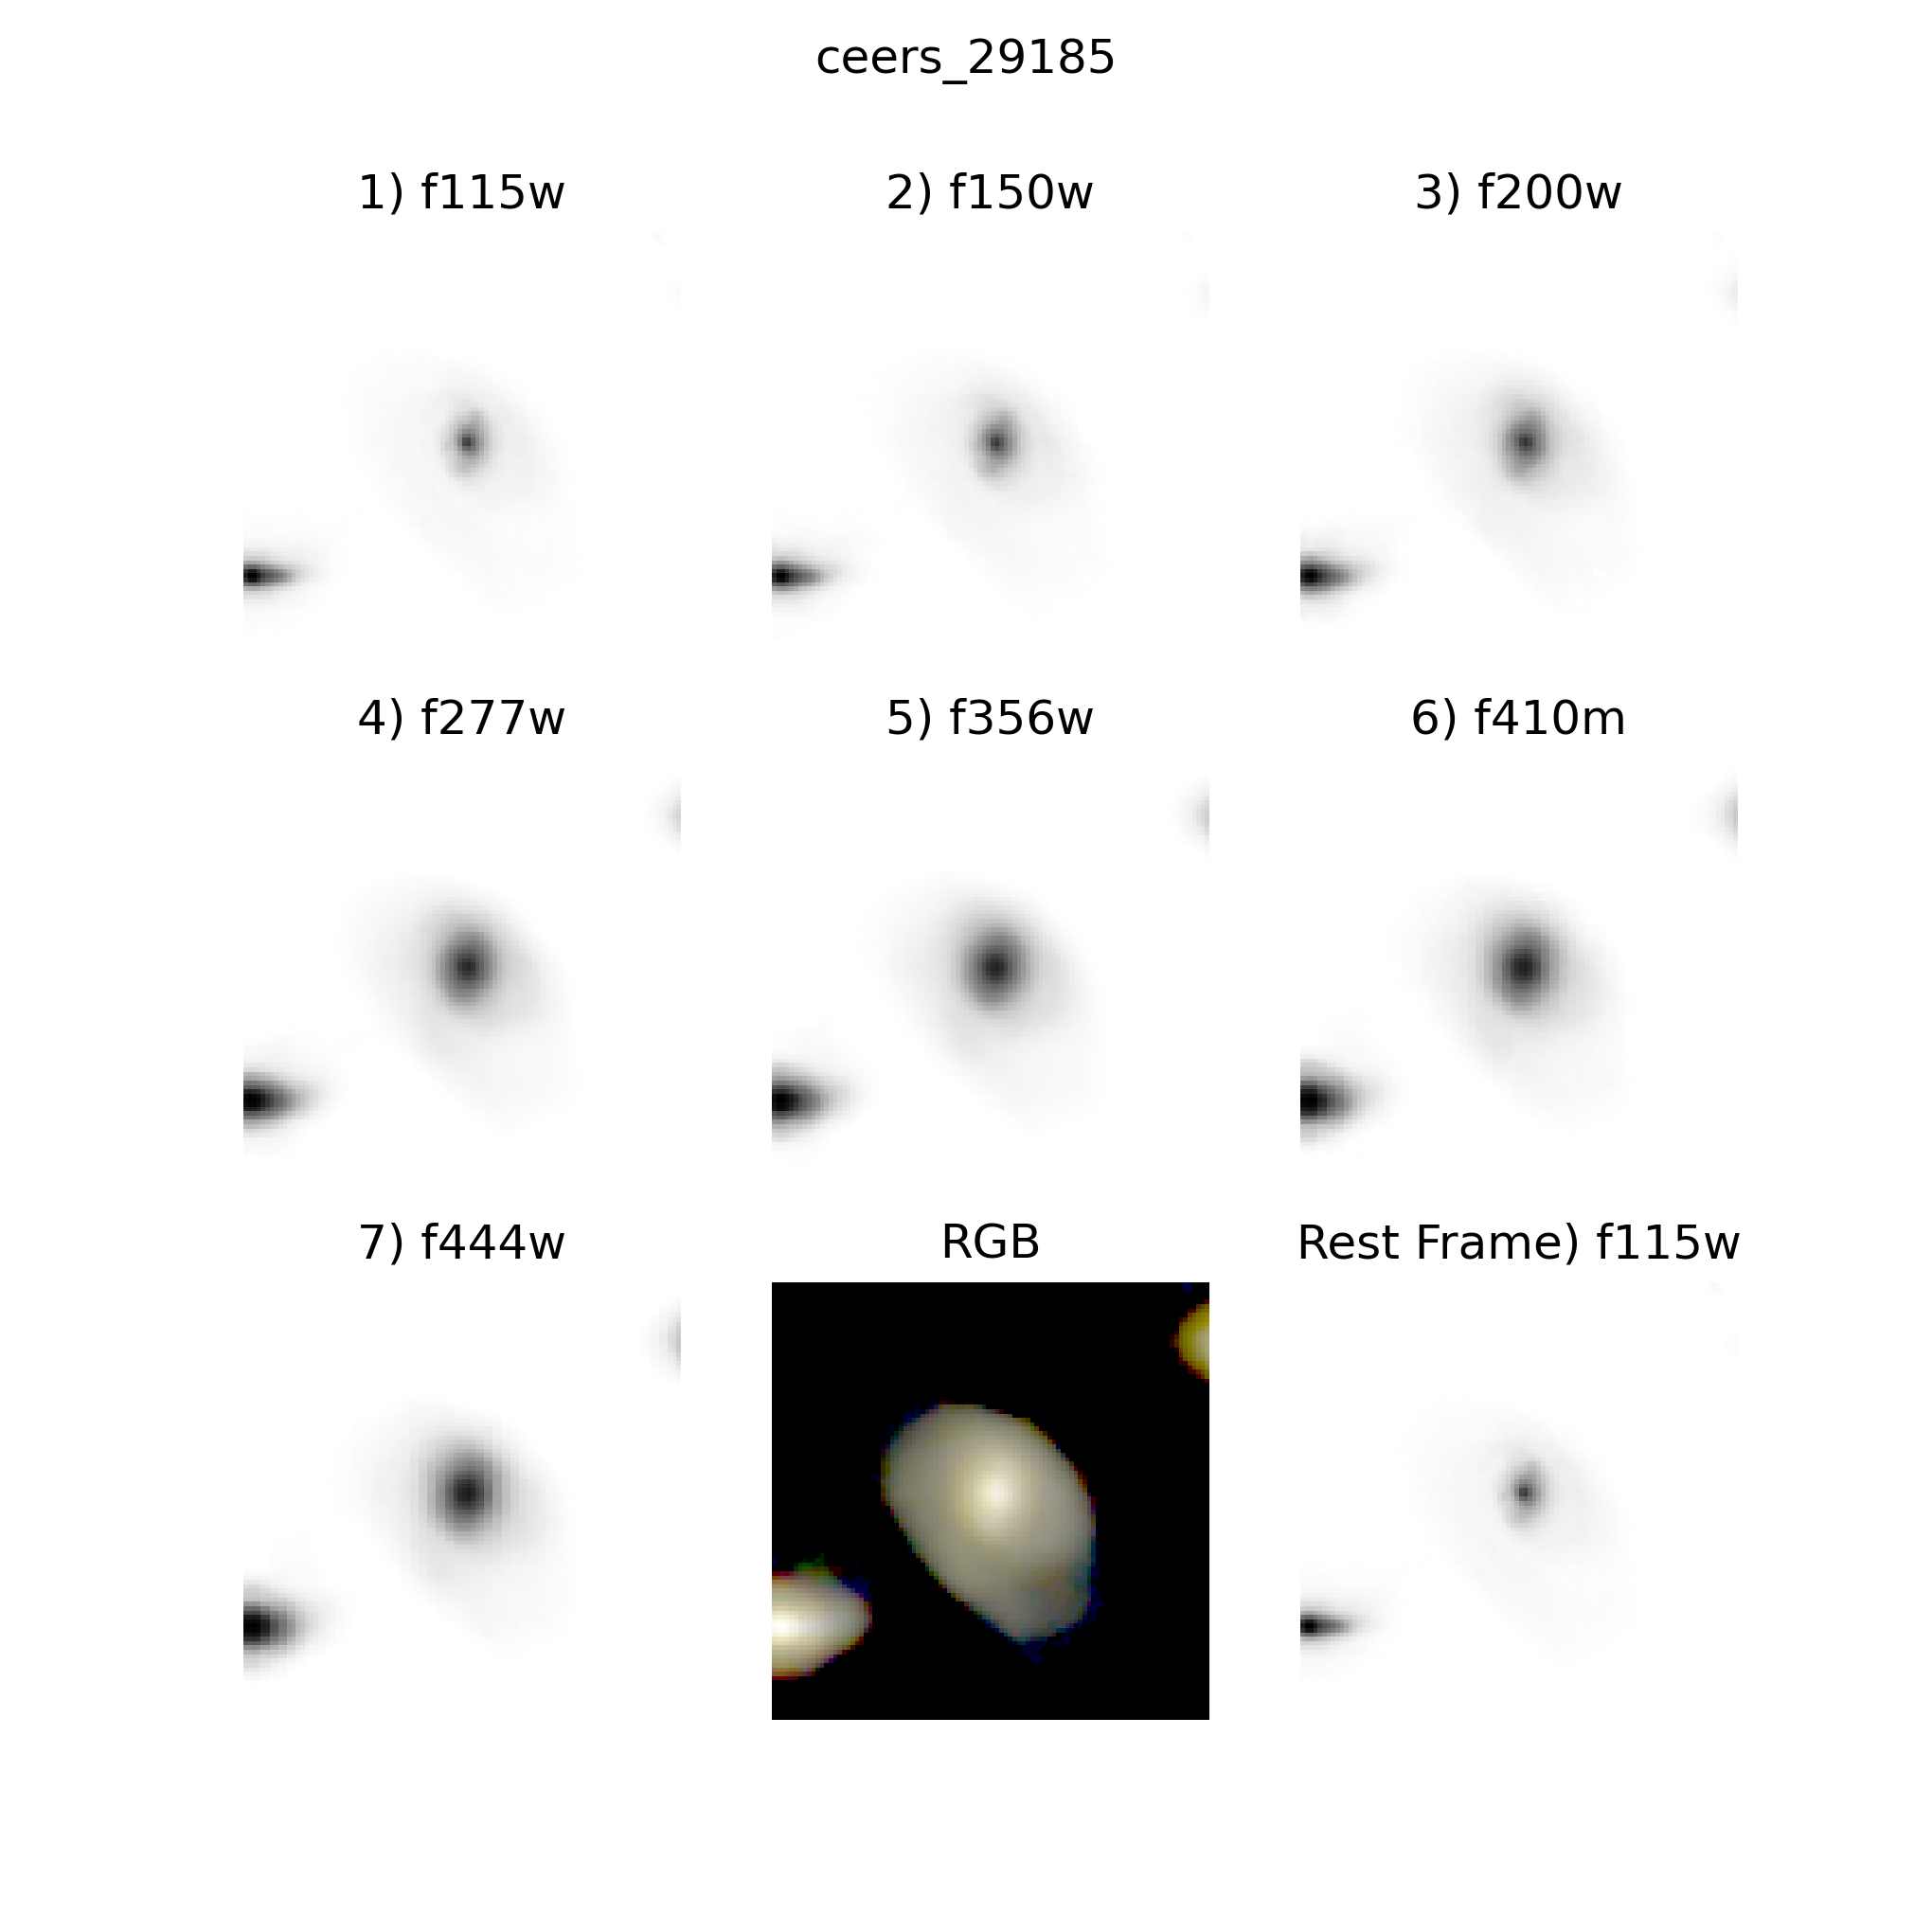 ceers_29185
1) f115w
2) f150w
3) f200w
4) f277w
5) f356w
6) f410m
7) f444w
RGB
Rest Frame) f115w